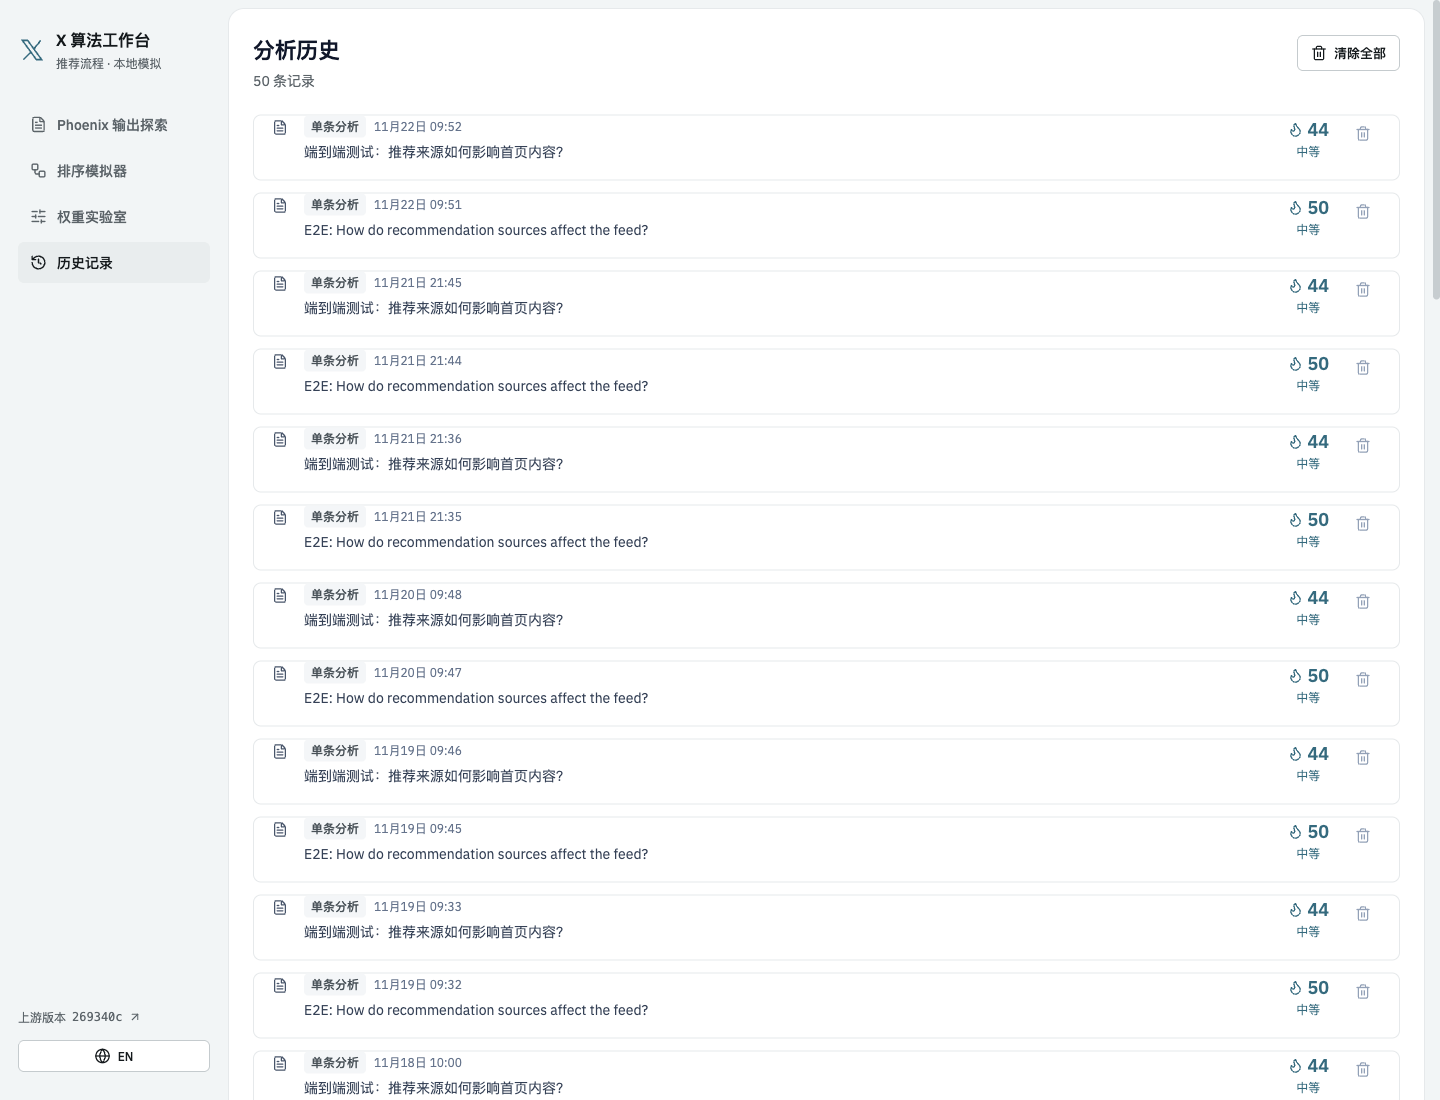 X 算法工作台
推荐流程 · 本地模拟
Phoenix 输出探索
排序模拟器
权重实验室
历史记录
上游版本 269340c
EN
分析历史
50 条记录
清除全部
单条分析 11月22日 09:52
端到端测试：推荐来源如何影响首页内容？
44
中等
单条分析 11月22日 09:51
E2E: How do recommendation sources affect the feed?
50
中等
单条分析 11月21日 21:45
端到端测试：推荐来源如何影响首页内容？
44
中等
单条分析 11月21日 21:44
E2E: How do recommendation sources affect the feed?
50
中等
单条分析 11月21日 21:36
端到端测试：推荐来源如何影响首页内容？
44
中等
单条分析 11月21日 21:35
E2E: How do recommendation sources affect the feed?
50
中等
单条分析 11月20日 09:48
端到端测试：推荐来源如何影响首页内容？
44
中等
单条分析 11月20日 09:47
E2E: How do recommendation sources affect the feed?
50
中等
单条分析 11月19日 09:46
端到端测试：推荐来源如何影响首页内容？
44
中等
单条分析 11月19日 09:45
E2E: How do recommendation sources affect the feed?
50
中等
单条分析 11月19日 09:33
端到端测试：推荐来源如何影响首页内容？
44
中等
单条分析 11月19日 09:32
E2E: How do recommendation sources affect the feed?
50
中等
单条分析 11月18日 10:00
端到端测试：推荐来源如何影响首页内容？
44
中等